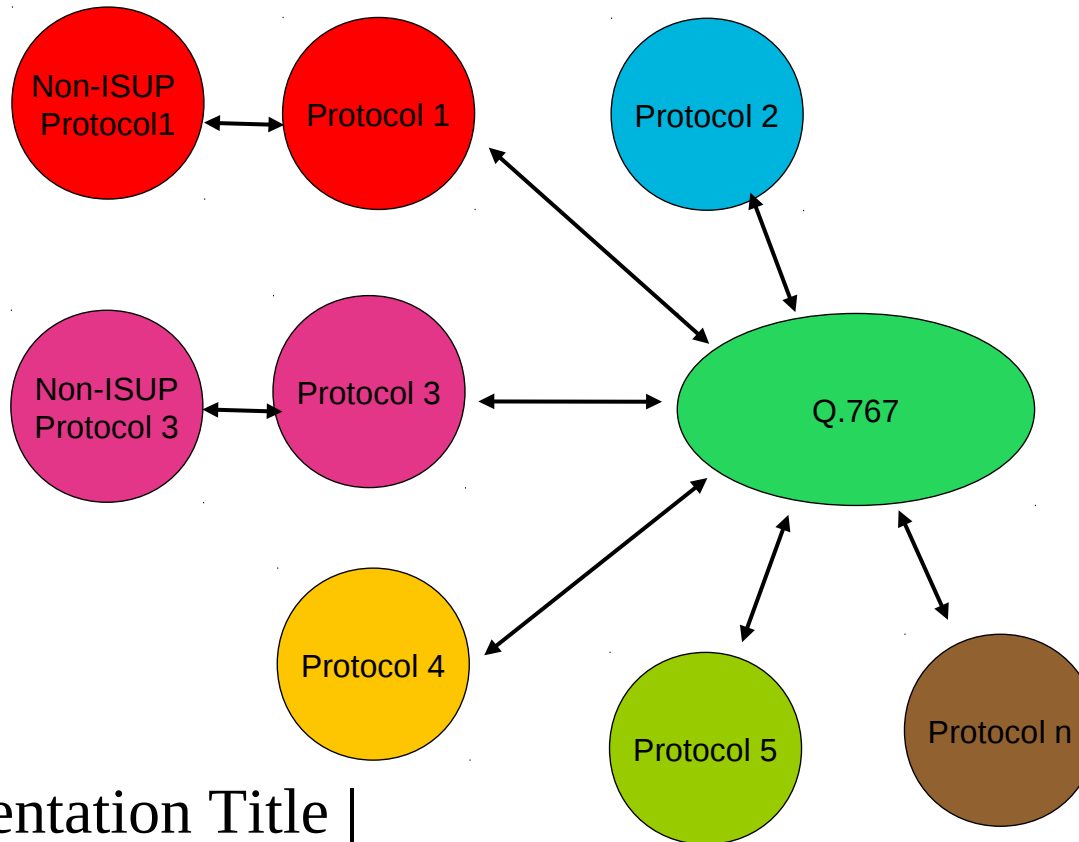 Non-ISUP
Protocol1
Protocol 1
Protocol 2
Non-ISUP
Protocol 3
Protocol 3
Q.767
Protocol 4
Protocol 5
Protocol n
entation Title |